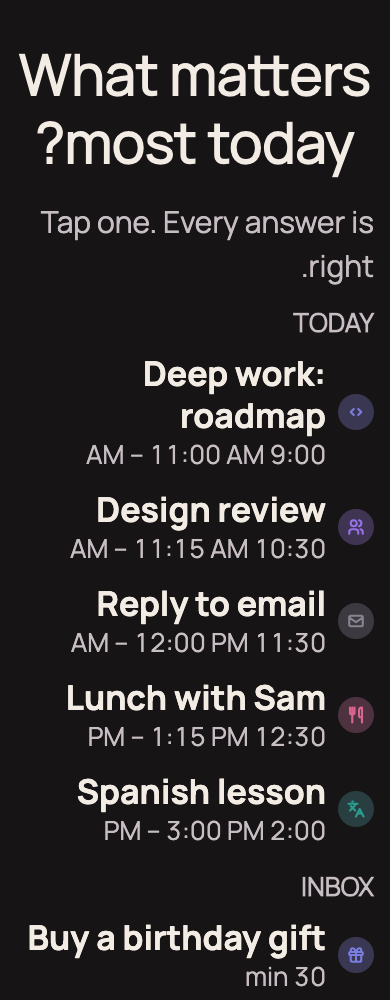 What matters
?most today
Tap one. Every answer is
.right
TODAY
Deep work:
roadmap
AM – 11:00 AM 9:00
Design review
AM – 11:15 AM 10:30
Reply to email
AM – 12:00 PM 11:30
Lunch with Sam
PM – 1:15 PM 12:30
Spanish lesson
PM – 3:00 PM 2:00
INBOX
Buy a birthday gift
min 30